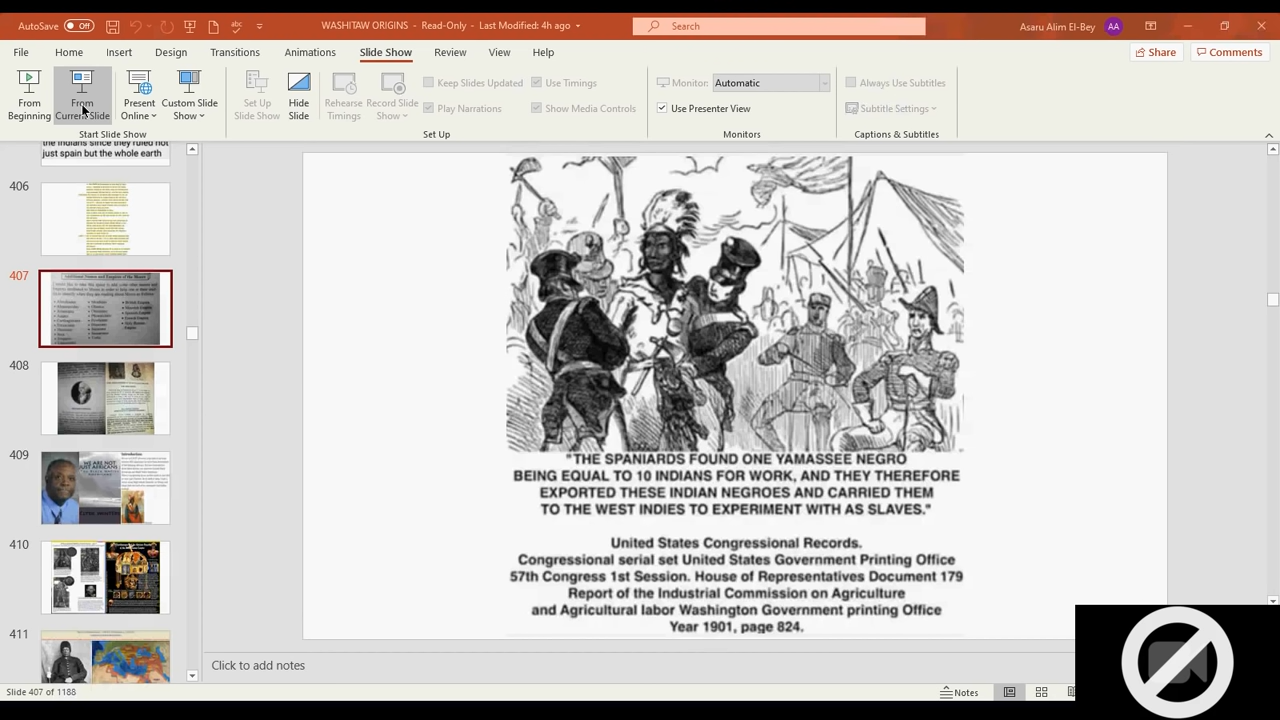 AutoSave Off
WASHITAW ORIGINS - Read-Only - Last Modified: 4h ago
Search
Asaru Alim El-Bey AA
File Home Insert Design Transitions Animations Slide Show Review View Help
Share Comments
From Beginning
From Current Slide
Present Online
Custom Slide Show
Set Up Slide Show
Hide Slide
Rehearse Timings
Record Slide Show
Keep Slides Updated
Play Narrations
Use Timings
Show Media Controls
Monitor: Automatic
Use Presenter View
Always Use Subtitles
Subtitle Settings
Start Slide Show
Set Up
Monitors
Captions & Subtitles
the Indians since they ruled not
just spain but the whole earth
406
407
408
409
410
411
"THE SPANIARDS FOUND ONE YAMASSEE NEGRO
BEING EQUAL TO 10 INDIANS FOR WORK, AND THEY THEREFORE
EXPORTED THESE INDIAN NEGROES AND CARRIED THEM
TO THE WEST INDIES TO EXPERIMENT WITH AS SLAVES."
United States Congressional Records.
Congressional serial set United States Government Printing Office
57th Congress 1st Session. House of Representatives Document 179
Report of the Industrial Commission on Agriculture
and Agricultural labor Washington Government printing Office
Year 1901, page 824.
Click to add notes
Slide 407 of 1188
Notes